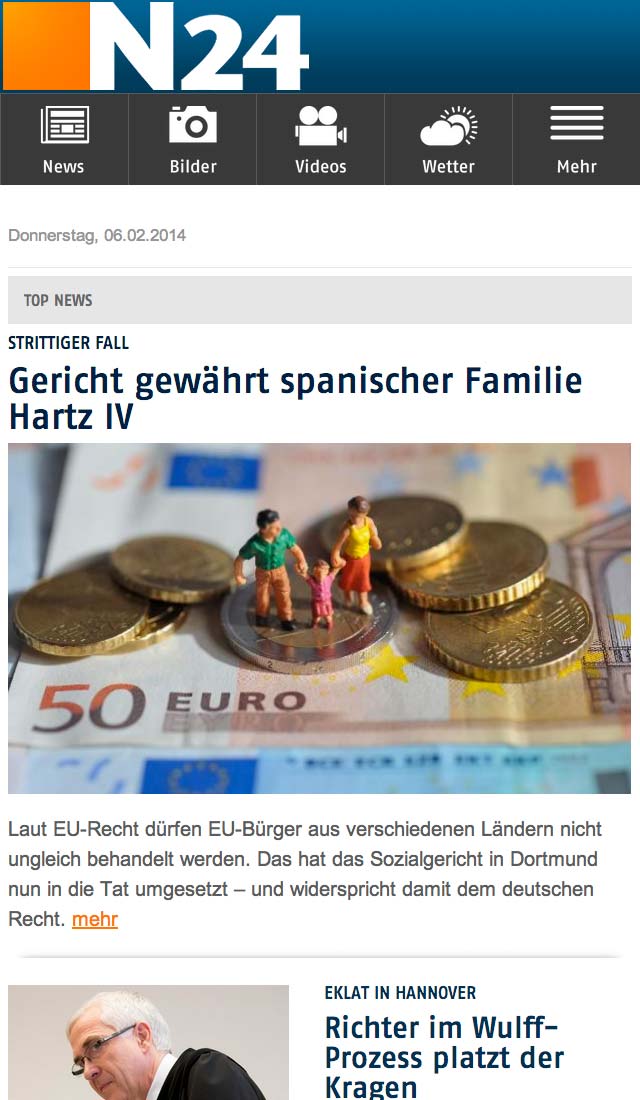 N24
News
Bilder
Videos
Wetter
Mehr
Donnerstag, 06.02.2014
TOP NEWS
STRITTIGER FALL
Gericht gewährt spanischer Familie
Hartz IV
50 EURO
Laut EU-Recht dürfen EU-Bürger aus verschiedenen Ländern nicht
ungleich behandelt werden. Das hat das Sozialgericht in Dortmund
nun in die Tat umgesetzt – und widerspricht damit dem deutschen
Recht. mehr
EKLAT IN HANNOVER
Richter im Wulff-
Prozess platzt der
Kragen